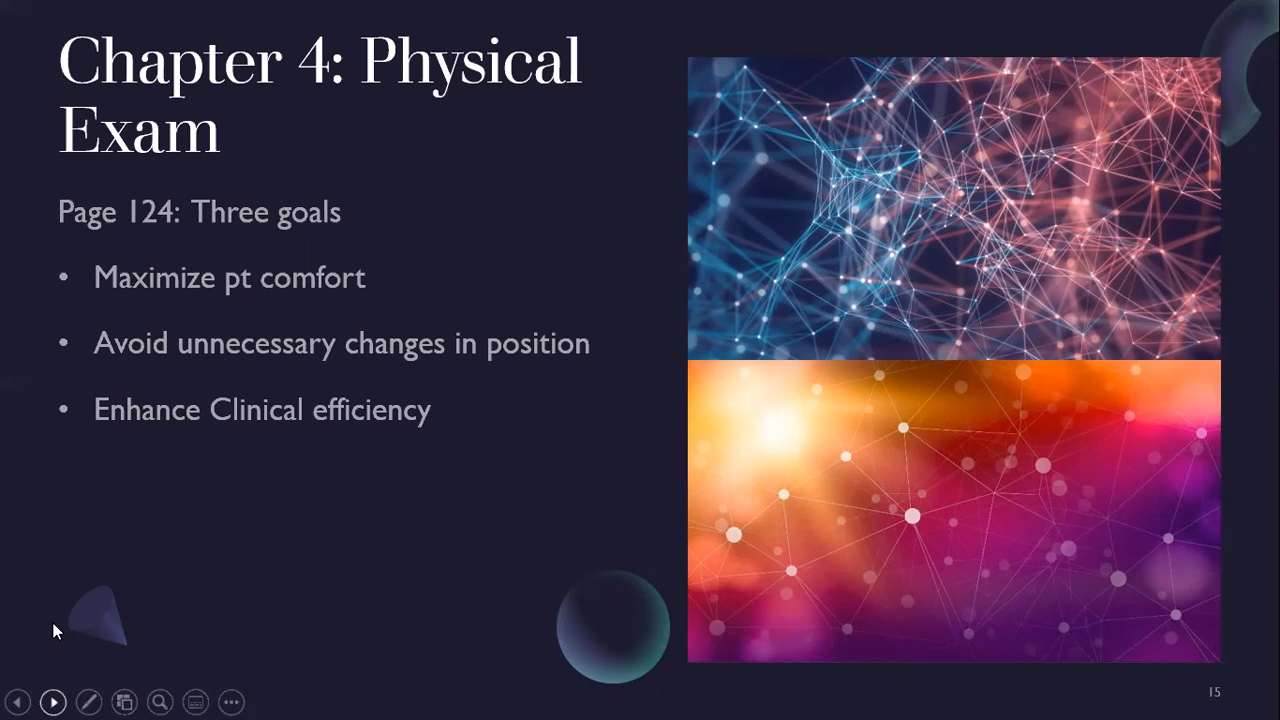 Chapter 4: Physical
Exam
Page 124: Three goals
• Maximize pt comfort
• Avoid unnecessary changes in position
• Enhance Clinical efficiency
15